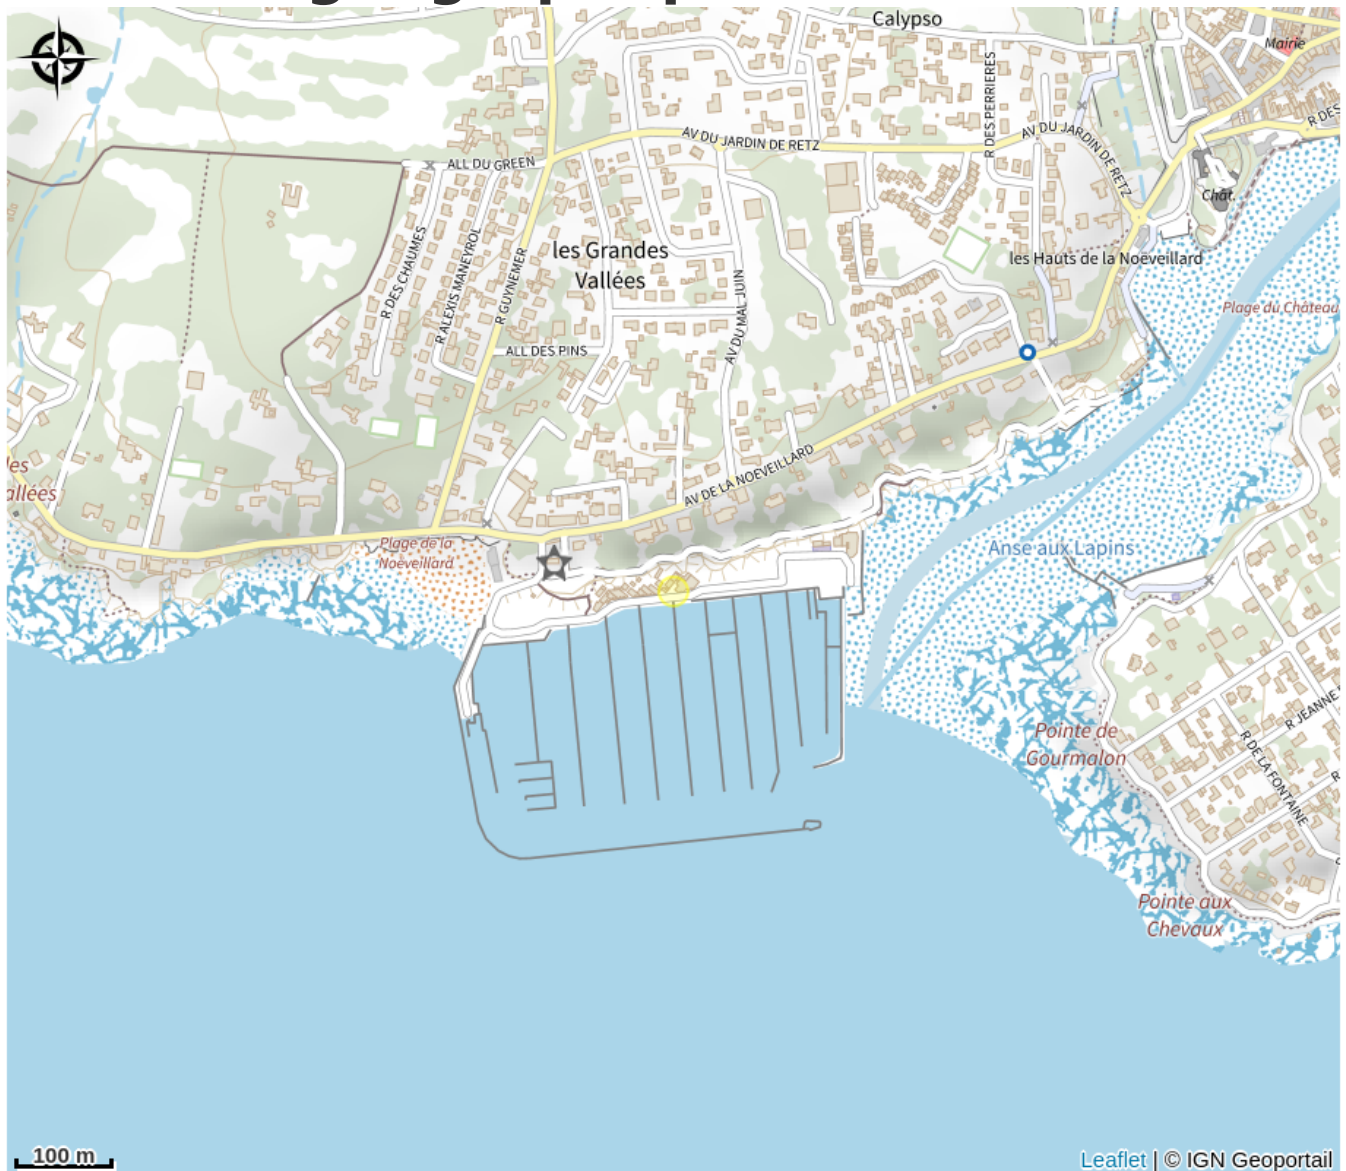 Calypso
Mairie
R DES PERRIERES
AV DU JARDIN DE RETZ
AV DU JARDIN DE RETZ
R DES
ALL DU GREEN
Chât.
R DES CHAUMES
R ALEXIS MANEYROL
R GUYNEMER
les Grandes
Vallées
les Hauts de la Noëveillard
AV DU MAL JUIN
Plage du Château
ALL DES PINS
les
allées
AV DE LA NOEVEILLARD
Plage de la
Noëveillard
Anse aux Lapins
Pointe de
Gourmalon
R JEANNE
R DE LA FONTAINE
R
Pointe aux
Chevaux
100 m
Leaflet | © IGN Geoportail